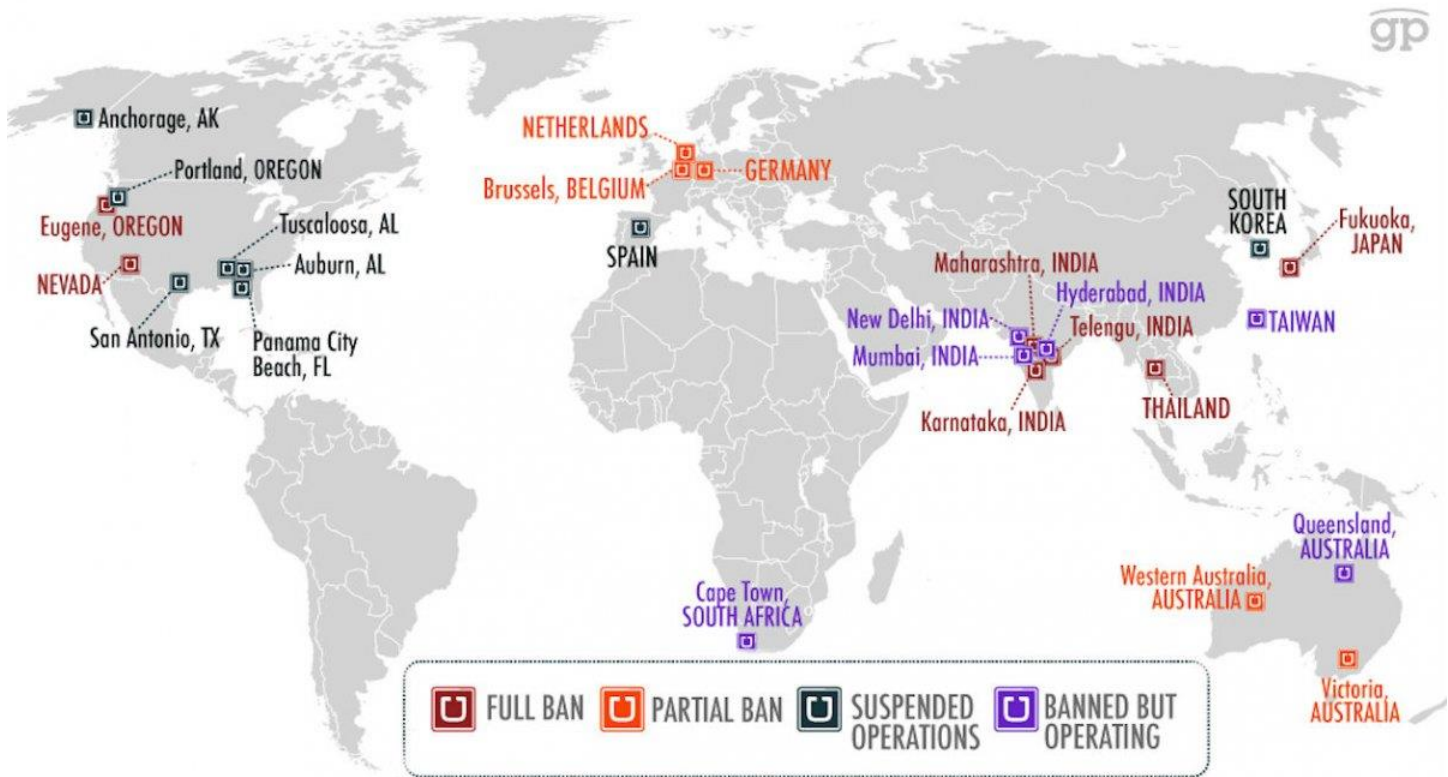 gp
Anchorage, AK
Portland, OREGON
Eugene, OREGON
Tuscaloosa, AL
Auburn, AL
NEVADA
San Antonio, TX
Panama City
Beach, FL
NETHERLANDS
Brussels, BELGIUM
GERMANY
SPAIN
SOUTH
KOREA
Fukuoka,
JAPAN
Maharashtra, INDIA
Hyderabad, INDIA
New Delhi, INDIA
Telengu, INDIA
Mumbai, INDIA
TAIWAN
Karnataka, INDIA
THAILAND
Queensland,
AUSTRALIA
Western Australia,
AUSTRALIA
Cape Town,
SOUTH AFRICA
Victoria,
AUSTRALIA
FULL BAN
PARTIAL BAN
SUSPENDED
OPERATIONS
BANNED BUT
OPERATING